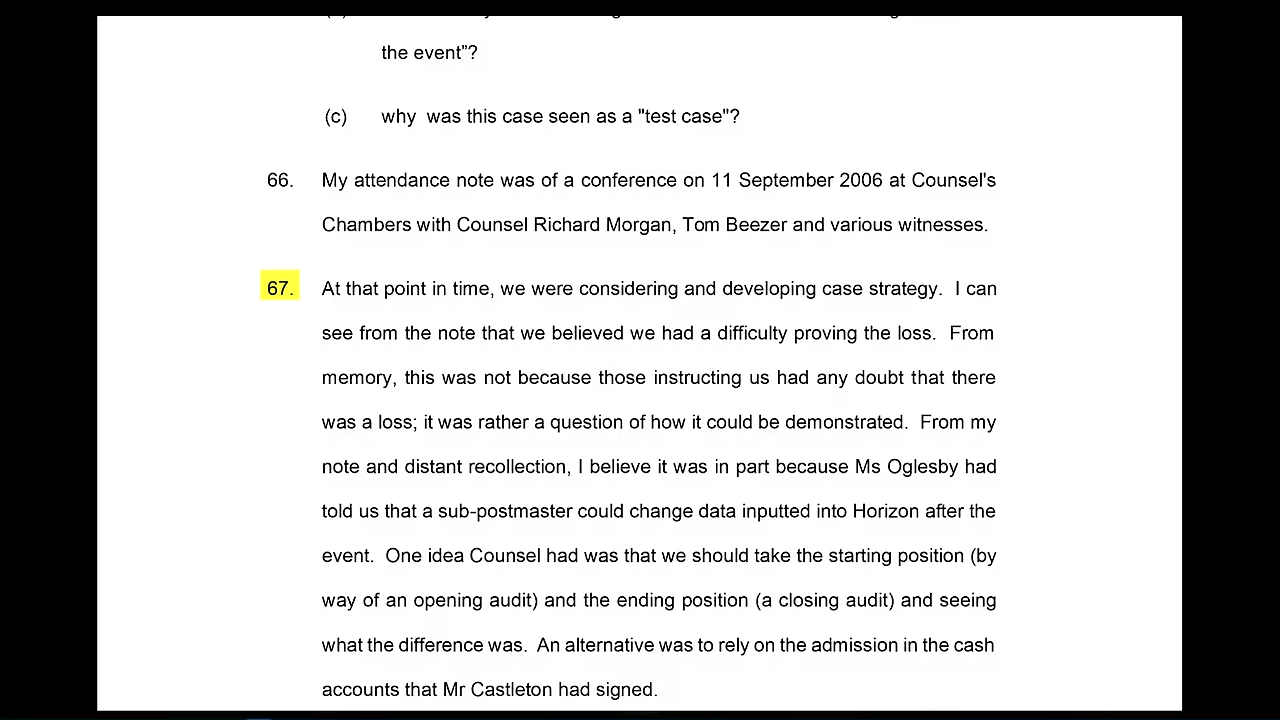 the event”?
(c) why was this case seen as a "test case"?
66. My attendance note was of a conference on 11 September 2006 at Counsel's
Chambers with Counsel Richard Morgan, Tom Beezer and various witnesses.
67. At that point in time, we were considering and developing case strategy. I can
see from the note that we believed we had a difficulty proving the loss. From
memory, this was not because those instructing us had any doubt that there
was a loss; it was rather a question of how it could be demonstrated. From my
note and distant recollection, I believe it was in part because Ms Oglesby had
told us that a sub-postmaster could change data inputted into Horizon after the
event. One idea Counsel had was that we should take the starting position (by
way of an opening audit) and the ending position (a closing audit) and seeing
what the difference was. An alternative was to rely on the admission in the cash
accounts that Mr Castleton had signed.